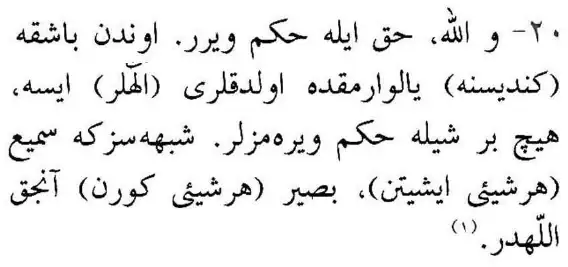 ٢٠- و الله، حق ايله حكم ويرر. اوندن باشقه
(كنديسنه) يالوارمقده اولدقلرى (الٓهلر) ايسه،
هيچ بر شيله حكم ويره‌مزلر. شبهه‌سزكه سميع
(هرشيئى ايشيتن)، بصير (هرشيئى كورن) آنجق
اللّهدر.(١)